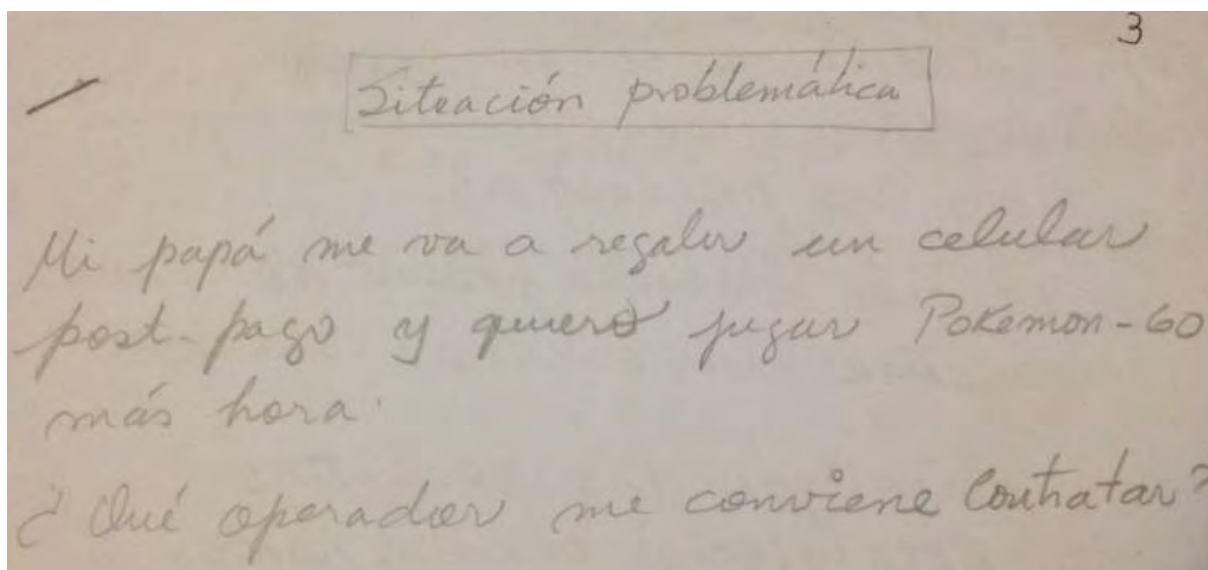 3
Situación problemática
Mi papá me va a regalar un celular
post-pago y quiero jugar Pokemon-GO
más hora.
¿Qué operador me conviene Contratar?